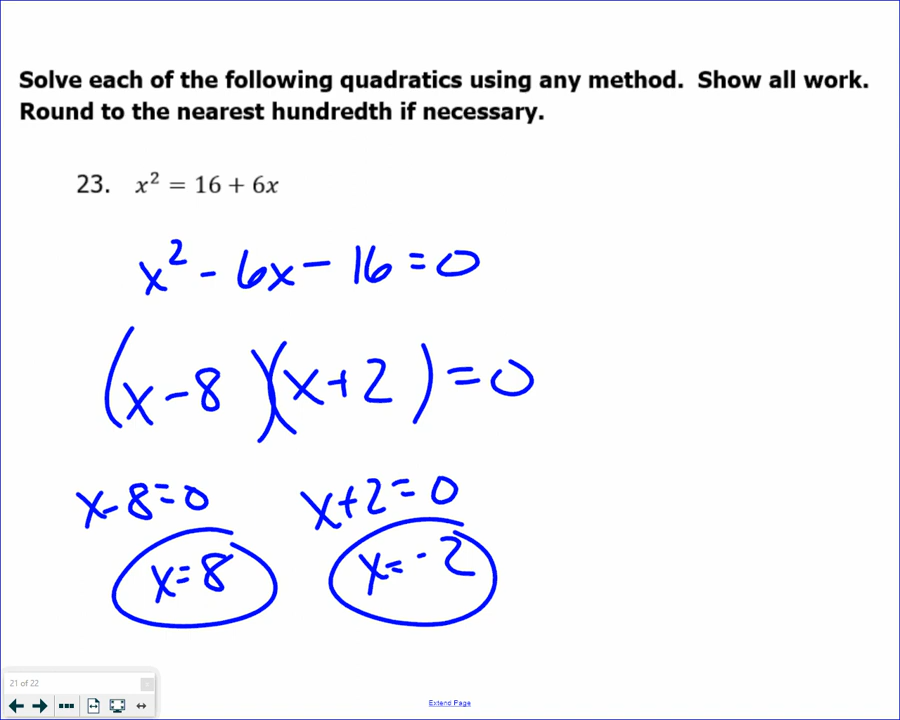 Solve each of the following quadratics using any method.  Show all work.
Round to the nearest hundredth if necessary.
23. x² = 16 + 6x
x² - 6x - 16 = 0
(x - 8)(x + 2) = 0
x - 8 = 0 x + 2 = 0
x = 8 x = -2
21 of 22
Extend Page